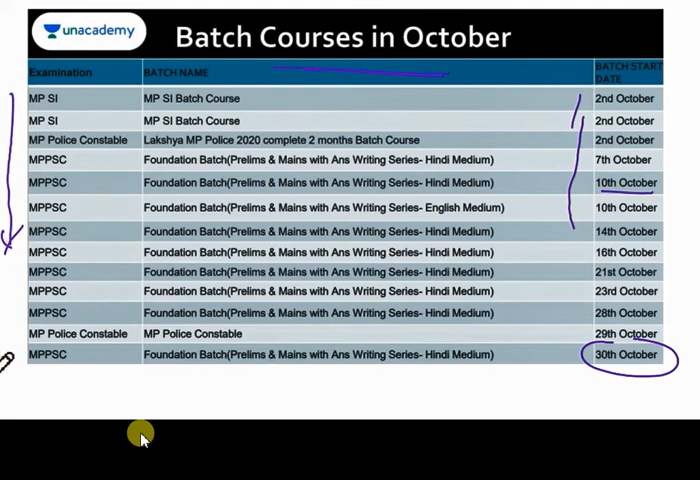 unacademy
Batch Courses in October
Examination BATCH NAME BATCH START DATE
MP SI MP SI Batch Course 2nd October
MP SI MP SI Batch Course 2nd October
MP Police Constable Lakshya MP Police 2020 complete 2 months Batch Course 2nd October
MPPSC Foundation Batch(Prelims & Mains with Ans Writing Series- Hindi Medium) 7th October
MPPSC Foundation Batch(Prelims & Mains with Ans Writing Series- Hindi Medium) 10th October
MPPSC Foundation Batch(Prelims & Mains with Ans Writing Series- English Medium) 10th October
MPPSC Foundation Batch(Prelims & Mains with Ans Writing Series- Hindi Medium) 14th October
MPPSC Foundation Batch(Prelims & Mains with Ans Writing Series- Hindi Medium) 16th October
MPPSC Foundation Batch(Prelims & Mains with Ans Writing Series- Hindi Medium) 21st October
MPPSC Foundation Batch(Prelims & Mains with Ans Writing Series- Hindi Medium) 23rd October
MPPSC Foundation Batch(Prelims & Mains with Ans Writing Series- Hindi Medium) 28th October
MP Police Constable MP Police Constable 29th October
MPPSC Foundation Batch(Prelims & Mains with Ans Writing Series- Hindi Medium) 30th October